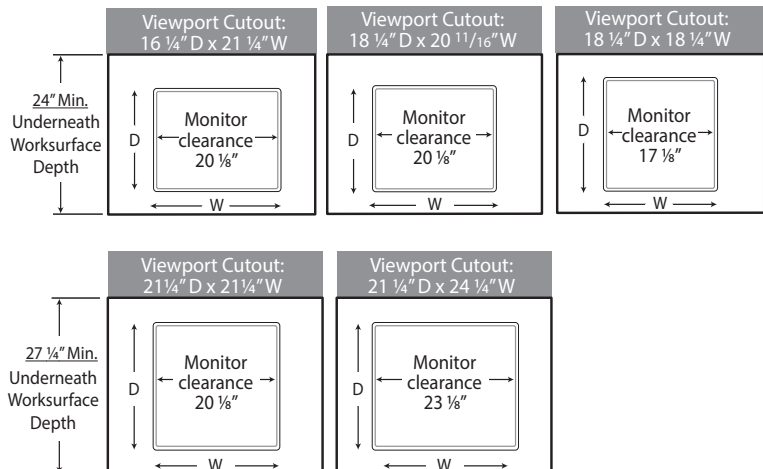 Viewport Cutout:
16 ¼” D x 21 ¼” W
Viewport Cutout:
18 ¼” D x 20 11/16” W
Viewport Cutout:
18 ¼” D x 18 ¼” W
24” Min.
Underneath
Worksurface
Depth
D
Monitor
clearance
20 ⅛”
W
D
Monitor
clearance
20 ⅛”
W
D
Monitor
clearance
17 ⅛”
W
Viewport Cutout:
21¼” D x 21¼” W
Viewport Cutout:
21 ¼” D x 24 ¼” W
27 ¼” Min.
Underneath
Worksurface
Depth
D
Monitor
clearance
20 ⅛”
W
D
Monitor
clearance
23 ⅛”
W